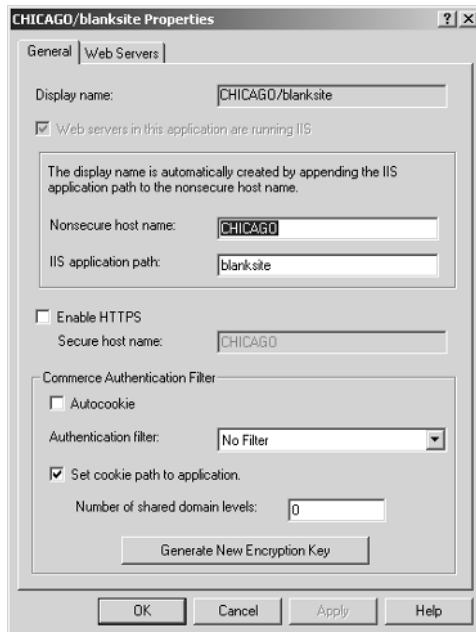 CHICAGO/blanksite Properties
General
Web Servers
Display name:
CHICAGO/blanksite
Web servers in this application are running IIS
The display name is automatically created by appending the IIS
application path to the nonsecure host name.
Nonsecure host name:
CHICAGO
IIS application path:
blanksite
Enable HTTPS
Secure host name:
CHICAGO
Commerce Authentication Filter
Autocookie
Authentication filter:
No Filter
Set cookie path to application.
Number of shared domain levels:
0
Generate New Encryption Key
OK
Cancel
Apply
Help